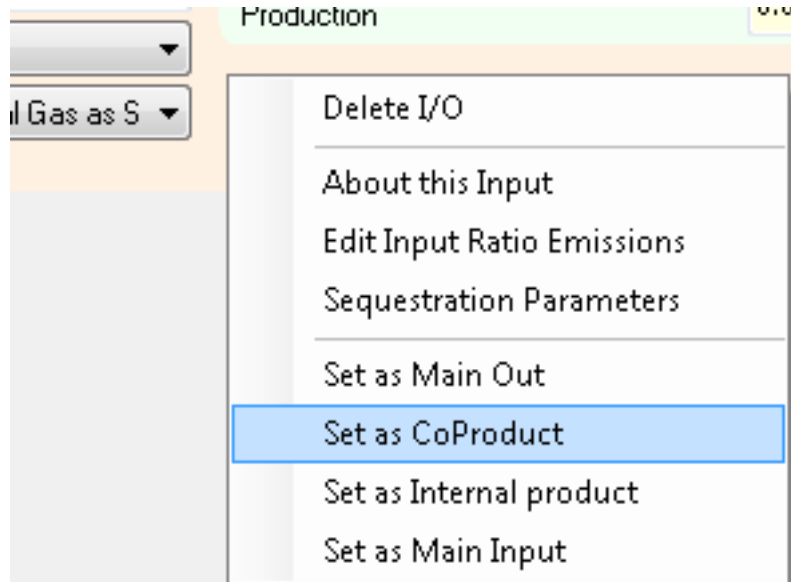 Production
l Gas as S
Delete I/O
About this Input
Edit Input Ratio Emissions
Sequestration Parameters
Set as Main Out
Set as CoProduct
Set as Internal product
Set as Main Input